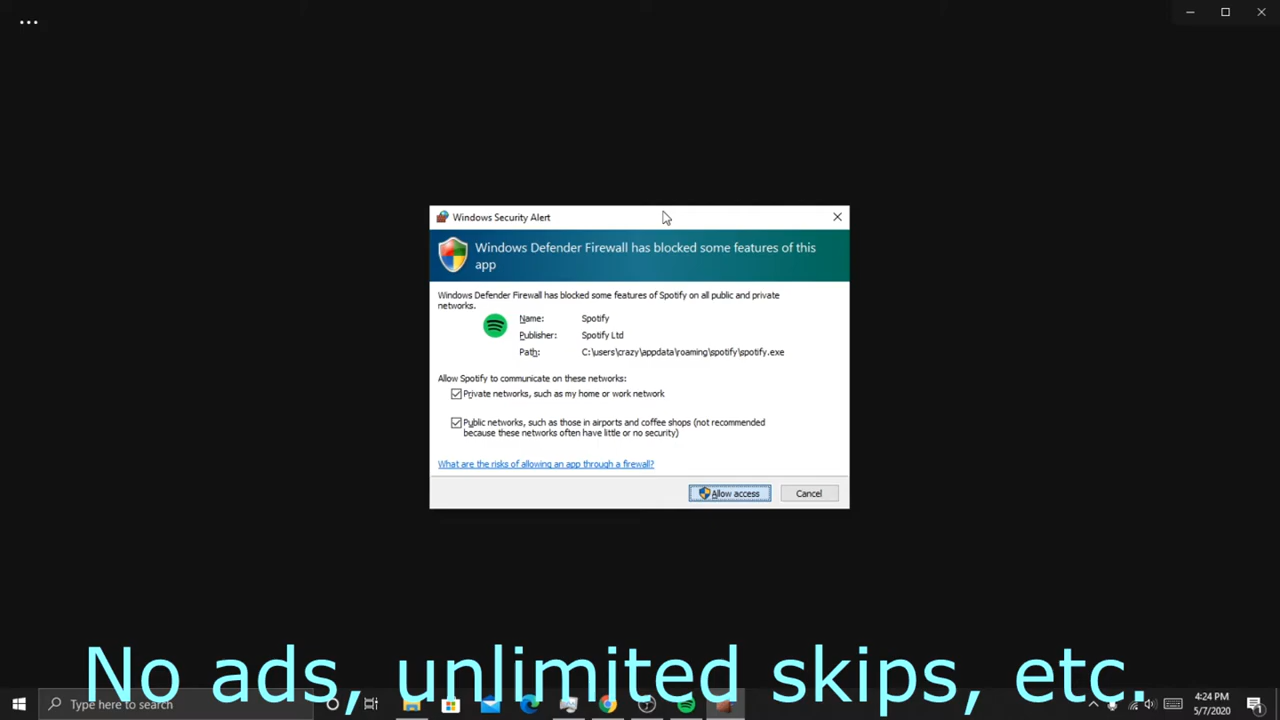 ...
Windows Security Alert
Windows Defender Firewall has blocked some features of this
app
Windows Defender Firewall has blocked some features of Spotify on all public and private
networks.
Name: Spotify
Publisher: Spotify Ltd
Path: C:\users\crazy\appdata\roaming\spotify\spotify.exe
Allow Spotify to communicate on these networks:
Private networks, such as my home or work network
Public networks, such as those in airports and coffee shops (not recommended
because these networks often have little or no security)
What are the risks of allowing an app through a firewall?
Allow access Cancel
No ads, unlimited skips, etc.
Type here to search
4:24 PM
5/7/2020
1